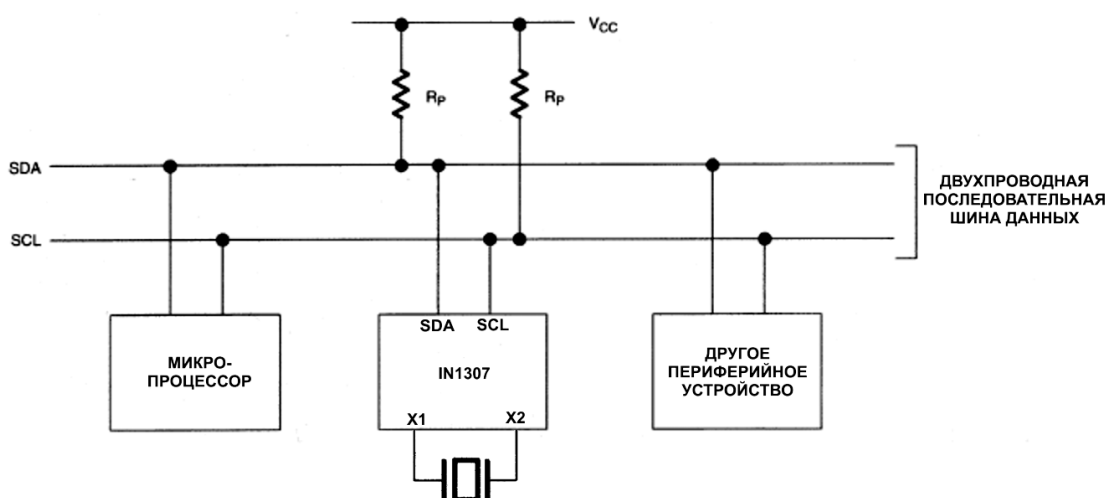 VCC
RP
RP
SDA
SCL
ДВУХПРОВОДНАЯ
ПОСЛЕДОВАТЕЛЬНАЯ
ШИНА ДАННЫХ
МИКРО-
ПРОЦЕССОР
SDA
SCL
IN1307
X1
X2
ДРУГОЕ
ПЕРИФЕРИЙНОЕ
УСТРОЙСТВО